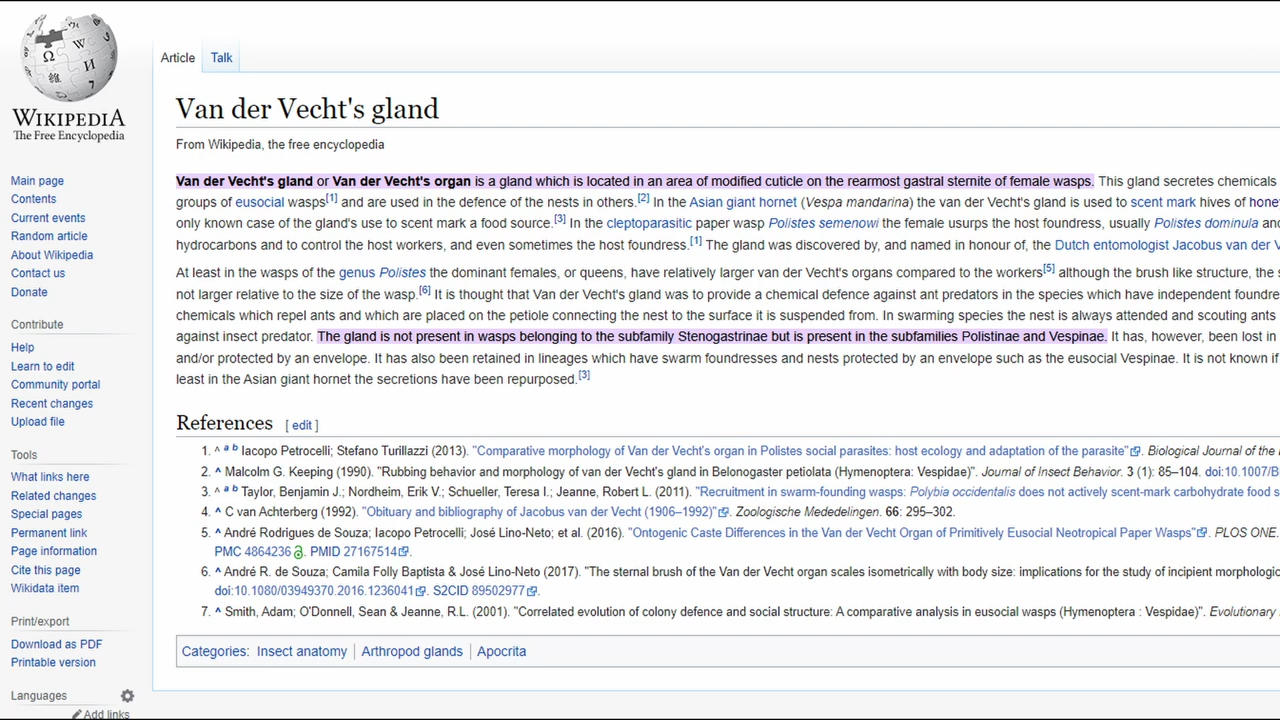 WIKIPEDIA
The Free Encyclopedia
Main page
Contents
Current events
Random article
About Wikipedia
Contact us
Donate
Contribute
Help
Learn to edit
Community portal
Recent changes
Upload file
Tools
What links here
Related changes
Special pages
Permanent link
Page information
Cite this page
Wikidata item
Print/export
Download as PDF
Printable version
Languages
Add links
Article Talk
Van der Vecht's gland
From Wikipedia, the free encyclopedia
Van der Vecht's gland or Van der Vecht's organ is a gland which is located in an area of modified cuticle on the rearmost gastral sternite of female wasps. This gland secretes chemicals
groups of eusocial wasps[1] and are used in the defence of the nests in others.[2] In the Asian giant hornet (Vespa mandarina) the van der Vecht's gland is used to scent mark hives of
only known case of the gland's use to scent mark a food source.[3] In the cleptoparasitic paper wasp Polistes semenowi the female usurps the host foundress, usually Polistes dominula
hydrocarbons and to control the host workers, and even sometimes the host foundress.[1] The gland was discovered by, and named in honour of, the Dutch entomologist Jacobus van der V
At least in the wasps of the genus Polistes the dominant females, or queens, have relatively larger van der Vecht's organs compared to the workers[5] although the brush like structure, the s
not larger relative to the size of the wasp.[6] It is thought that Van der Vecht's gland was to provide a chemical defence against ant predators in the species which have independent foundre
chemicals which repel ants and which are placed on the petiole connecting the nest to the surface it is suspended from. In swarming species the nest is always attended and scouting ants
against insect predator. The gland is not present in wasps belonging to the subfamily Stenogastrinae but is present in the subfamilies Polistinae and Vespinae. It has, however, been lost in
and/or protected by an envelope. It has also been retained in lineages which have swarm foundresses and nests protected by an envelope such as the eusocial Vespinae. It is not known if
least in the Asian giant hornet the secretions have been repurposed.[3]
References [ edit ]
1. ^ a b Iacopo Petrocelli; Stefano Turillazzi (2013). "Comparative morphology of Van der Vecht's organ in Polistes social parasites: host ecology and adaptation of the parasite". Biological Journal of the
2. ^ Malcolm G. Keeping (1990). "Rubbing behavior and morphology of van der Vecht's gland in Belonogaster petiolata (Hymenoptera: Vespidae)". Journal of Insect Behavior. 3 (1): 85–104. doi:10.1007/B
3. ^ a b Taylor, Benjamin J.; Nordheim, Erik V.; Schueller, Teresa I.; Jeanne, Robert L. (2011). "Recruitment in swarm-founding wasps: Polybia occidentalis does not actively scent-mark carbohydrate food s
4. ^ C van Achterberg (1992). "Obituary and bibliography of Jacobus van der Vecht (1906–1992)". Zoologische Mededelingen. 66: 295–302.
5. ^ André Rodrigues de Souza; Iacopo Petrocelli; José Lino-Neto; et al. (2016). "Ontogenic Caste Differences in the Van der Vecht Organ of Primitively Eusocial Neotropical Paper Wasps". PLOS ONE.
PMC 4864236. PMID 27167514.
6. ^ André R. de Souza; Camila Folly Baptista & José Lino-Neto (2017). "The sternal brush of the Van der Vecht organ scales isometrically with body size: implications for the study of incipient morphologic
doi:10.1080/03949370.2016.1236041. S2CID 89502977.
7. ^ Smith, Adam; O'Donnell, Sean & Jeanne, R.L. (2001). "Correlated evolution of colony defence and social structure: A comparative analysis in eusocial wasps (Hymenoptera : Vespidae)". Evolutionary
Categories: Insect anatomy | Arthropod glands | Apocrita